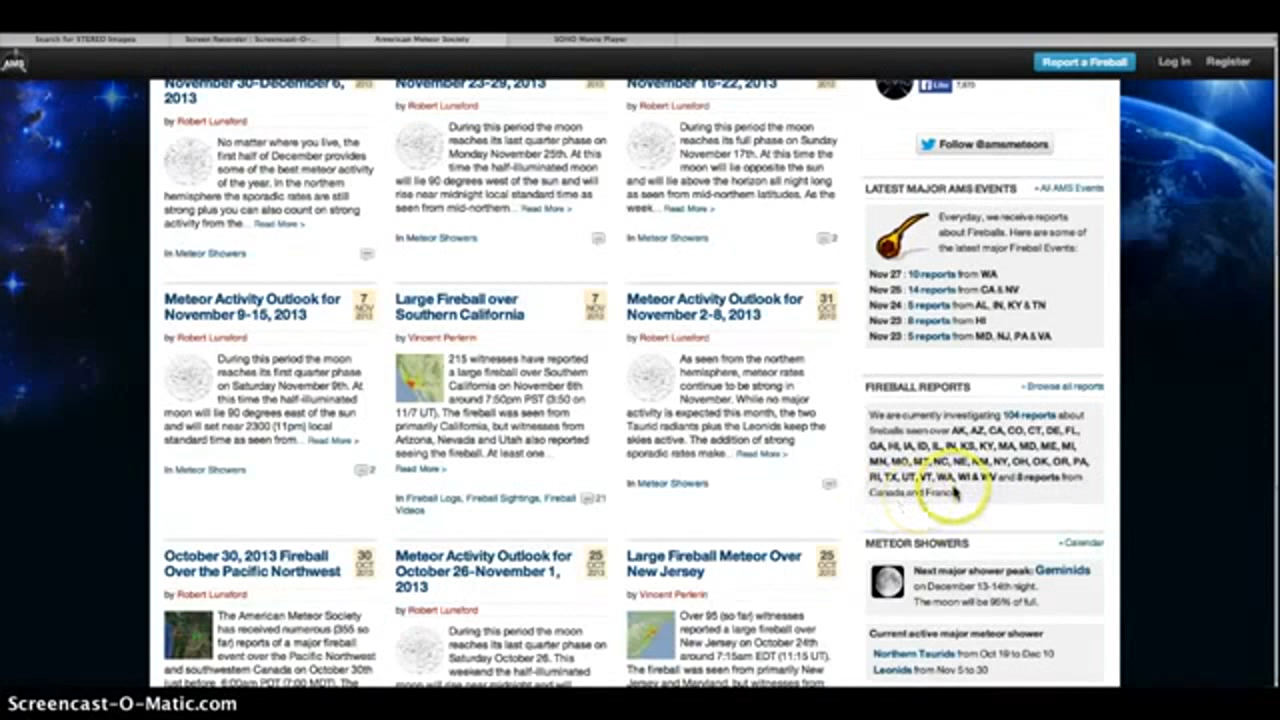 Search for STEREO Images
Screen Recorder : Screencast-O-...
American Meteor Society
SOHO Movie Player
AMS
Report a Fireball
Log In
Register
November 30-December 6,
2013
by Robert Lunsford
No matter where you live, the
first half of December provides
some of the best meteor activity
of the year. In the northern
hemisphere the sporadic rates are still
strong plus you can also count on strong
activity from the... Read More >
In Meteor Showers
November 23-29, 2013
by Robert Lunsford
During this period the moon
reaches its last quarter phase on
Monday November 25th. At this
time the half-illuminated moon
will lie 90 degrees west of the sun and will
rise near midnight local standard time as
seen from mid-northern... Read More >
In Meteor Showers
November 16-22, 2013
by Robert Lunsford
During this period the moon
reaches its full phase on Sunday
November 17th. At this time the
moon will lie opposite the sun
and will lie above the horizon all night long
as seen from mid-northern latitudes. As the
week... Read More >
In Meteor Showers
2
Meteor Activity Outlook for
November 9-15, 2013
7
NOV
2013
by Robert Lunsford
During this period the moon
reaches its first quarter phase
on Saturday November 9th. At
this time the half-illuminated
moon will lie 90 degrees east of the sun
and will set near 2300 (11pm) local
standard time as seen from... Read More >
In Meteor Showers
2
Large Fireball over
Southern California
7
NOV
2013
by Vincent Perlerin
215 witnesses have reported
a large fireball over Southern
California on November 6th
around 7:50pm PST (3:50 on
11/7 UT). The fireball was seen from
primarily California, but witnesses from
Arizona, Nevada and Utah also reported
seeing the fireball. At least one...
Read More >
In Fireball Logs, Fireball Sightings, Fireball
Videos
21
Meteor Activity Outlook for
November 2-8, 2013
31
OCT
2013
by Robert Lunsford
As seen from the northern
hemisphere, meteor rates
continue to be strong in
November. While no major
activity is expected this month, the two
Taurid radiants plus the Leonids keep the
skies active. The addition of strong
sporadic rates make... Read More >
In Meteor Showers
October 30, 2013 Fireball
Over the Pacific Northwest
30
OCT
2013
by Robert Lunsford
The American Meteor Society
has received numerous (355 so
far) reports of a major fireball
event over the Pacific Northwest
and southwestern Canada on October 30th
just before 6:00am PDT (7:00 MDT). The
Meteor Activity Outlook for
October 26-November 1,
2013
25
OCT
2013
by Robert Lunsford
During this period the moon
reaches its last quarter phase on
Saturday October 26. This
weekend the half-illuminated
moon will rise near midnight and will
Large Fireball Meteor Over
New Jersey
25
OCT
2013
by Vincent Perlerin
Over 95 (so far) witnesses
reported a large fireball over
New Jersey on October 24th
around 7:15am EDT (11:15 UT).
The fireball was seen from primarily New
Jersey and Maryland, but witnesses from
Like
Follow @amsmeteors
LATEST MAJOR AMS EVENTS
» All AMS Events
Everyday, we receive reports
about Fireballs. Here are some of
the latest major Fireball Events:
Nov 27 : 10 reports from WA
Nov 25 : 14 reports from CA & NV
Nov 24 : 5 reports from AL, IN, KY & TN
Nov 23 : 8 reports from HI
Nov 23 : 5 reports from MD, NJ, PA & VA
FIREBALL REPORTS
» Browse all reports
We are currently investigating 104 reports about
fireballs seen over AK, AZ, CA, CO, CT, DE, FL,
GA, HI, IA, ID, IL, IN, KS, KY, MA, MD, ME, MI,
MN, MO, MT, NC, NE, NM, NY, OH, OK, OR, PA,
RI, TX, UT, VT, WA, WI & WV and 8 reports from
Canada and France
METEOR SHOWERS
» Calendar
Next major shower peak: Geminids
on December 13-14th night.
The moon will be 95% of full.
Current active major meteor shower
Northern Taurids from Oct 19 to Dec 10
Leonids from Nov 5 to 30
Screencast-O-Matic.com